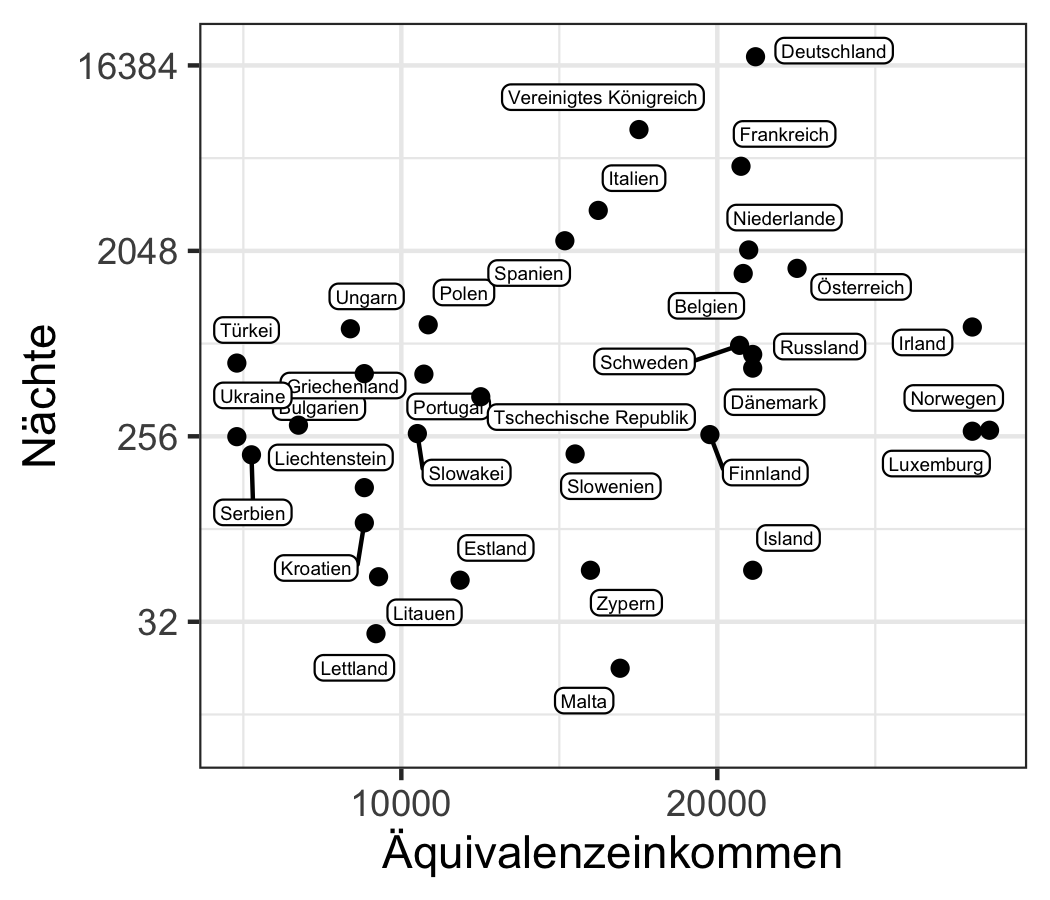 16384
2048
256
32
Nächte
Deutschland
Vereinigtes Königreich
Frankreich
Italien
Niederlande
Spanien
Österreich
Polen
Ungarn
Belgien
Türkei
Irland
Russland
Schweden
Griechenland
Ukraine
Norwegen
Dänemark
Bulgarien
Portugal
Tschechische Republik
Liechtenstein
Luxemburg
Slowakei
Finnland
Slowenien
Serbien
Island
Estland
Kroatien
Zypern
Litauen
Lettland
Malta
10000
20000
Äquivalenzeinkommen